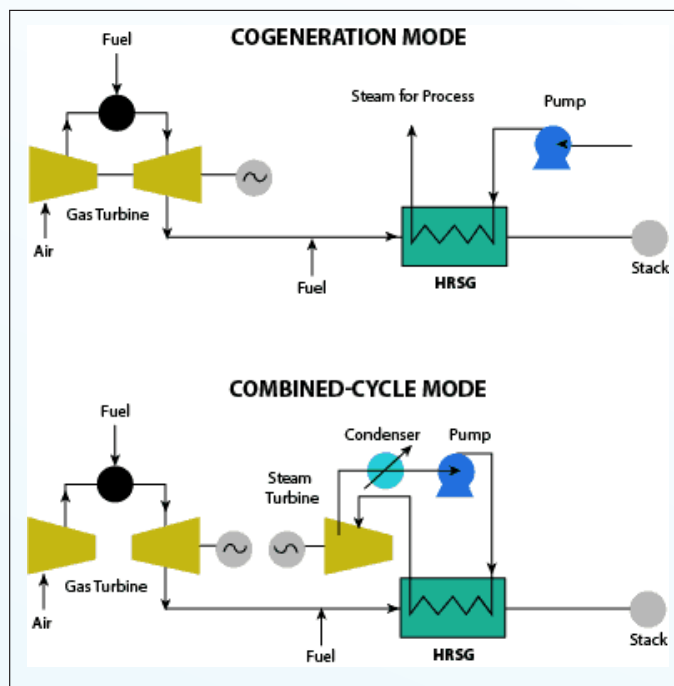 COGENERATION MODE
Fuel
Steam for Process
Pump
Gas Turbine
Air
Fuel
HRSG
Stack
COMBINED-CYCLE MODE
Fuel
Condenser
Pump
Steam
Turbine
Gas Turbine
Air
Fuel
HRSG
Stack